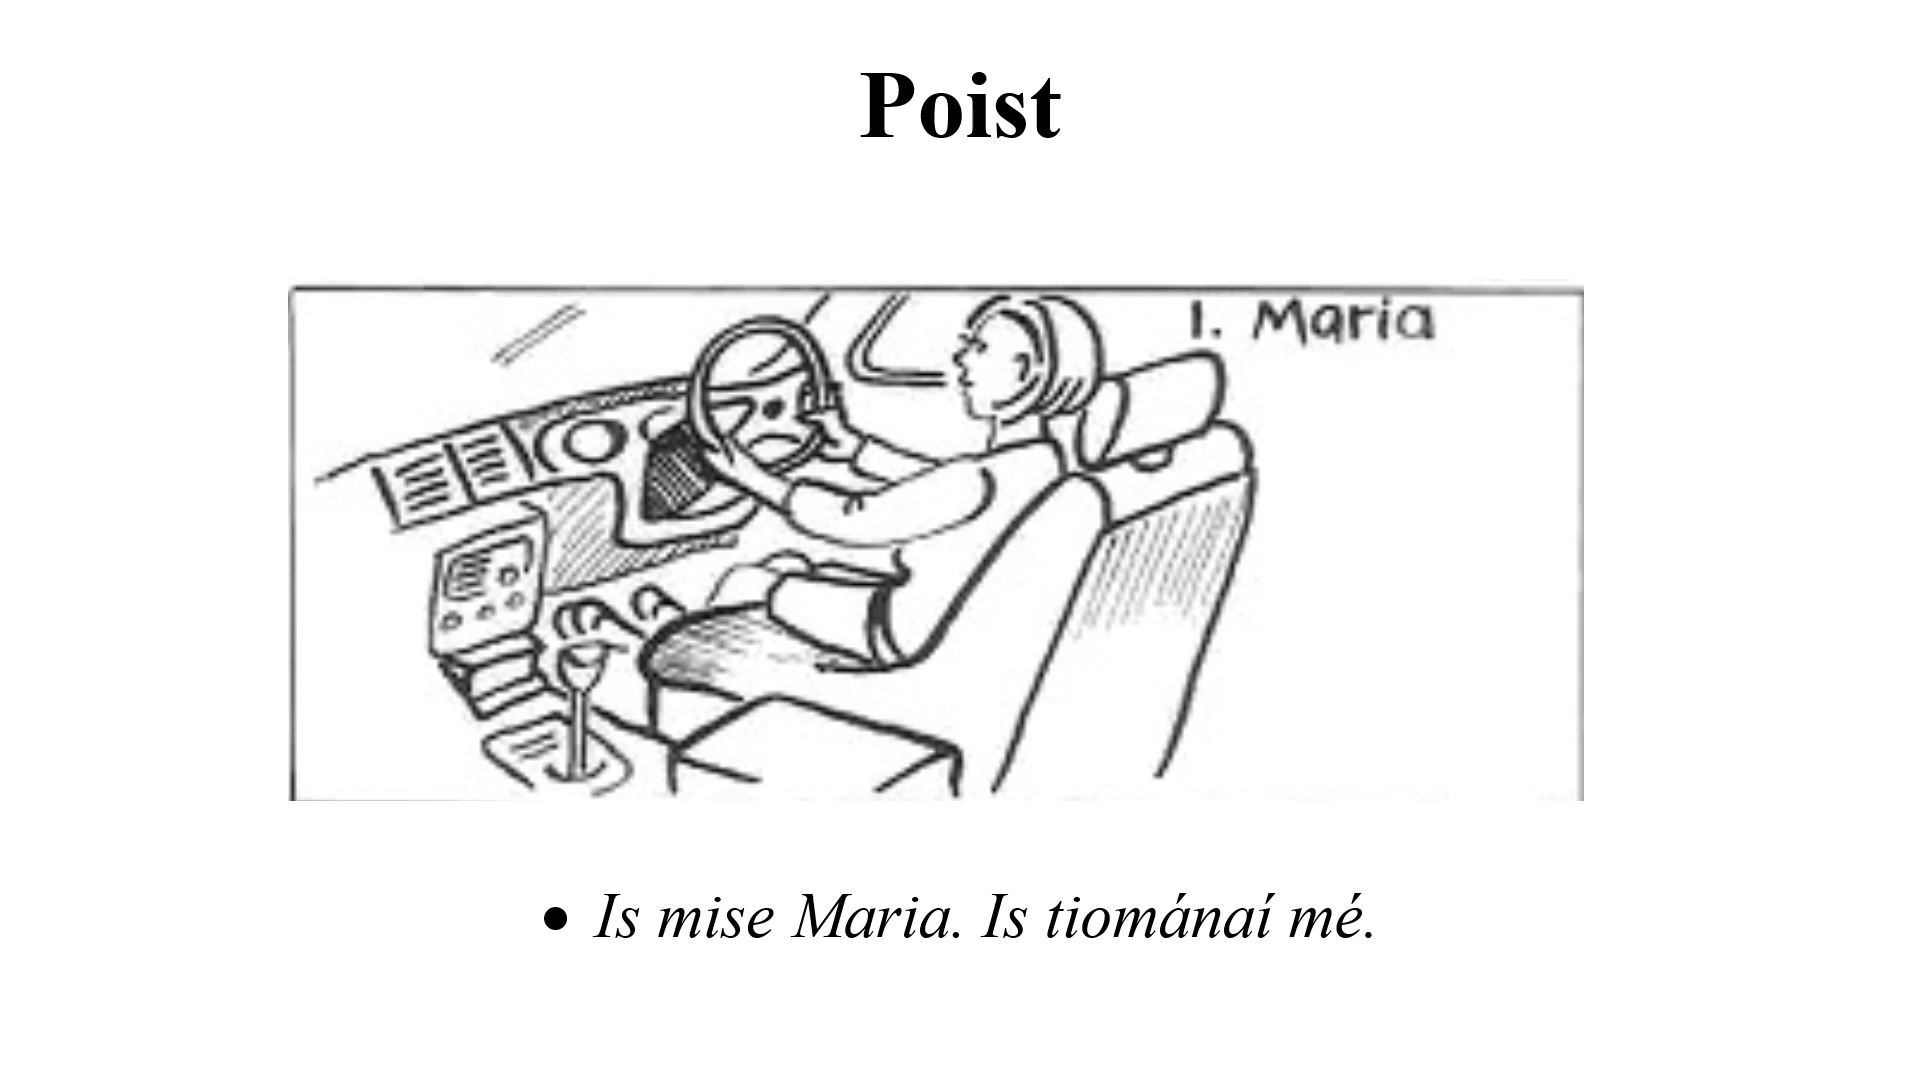 Poist
1. Maria
• Is mise Maria. Is tiománaí mé.